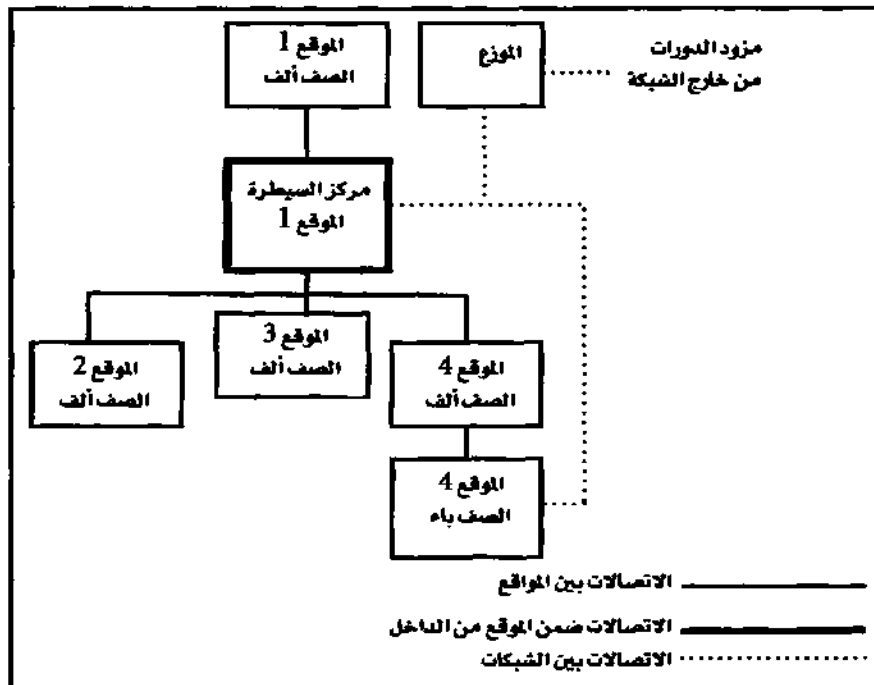 الموقع 1
الصف ألف
الموزع
مزود الدورات
من خارج الشبكة
مركز السيطرة
الموقع 1
الموقع 2
الصف ألف
الموقع 3
الصف ألف
الموقع 4
الصف ألف
الموقع 4
الصف باء
الاتصالات بين المواقع
الاتصالات ضمن الموقع من الداخل
الاتصالات بين الشبكات